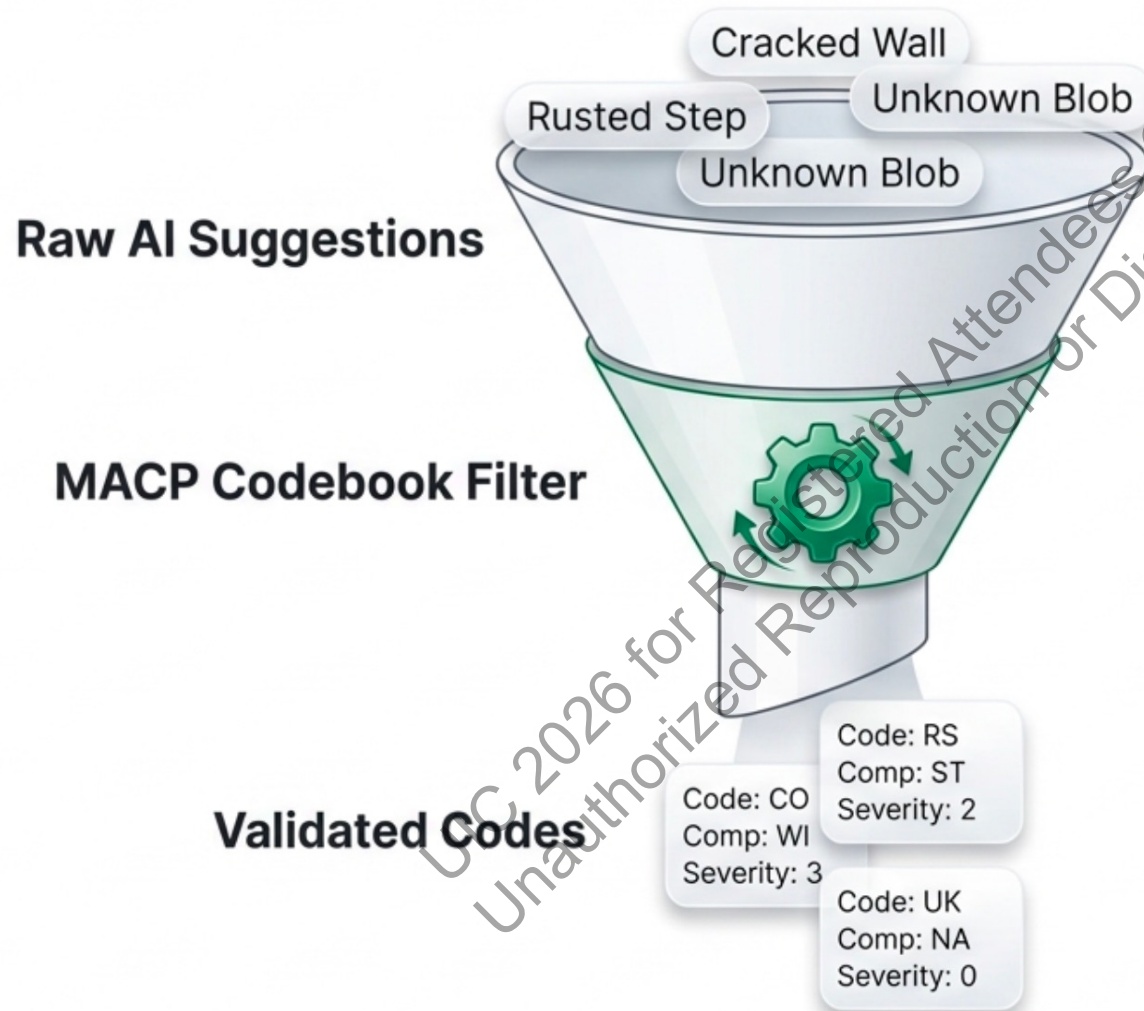 Cracked Wall
Unknown Blob
Rusted Step
Unknown Blob
Raw AI Suggestions
MACP Codebook Filter
Validated Codes
Code: RS
Comp: ST
Severity: 2
Code: CO
Comp: WI
Severity: 3
Code: UK
Comp: NA
Severity: 0
UC 2026 for Registered Attendees
Unauthorized Reproduction or